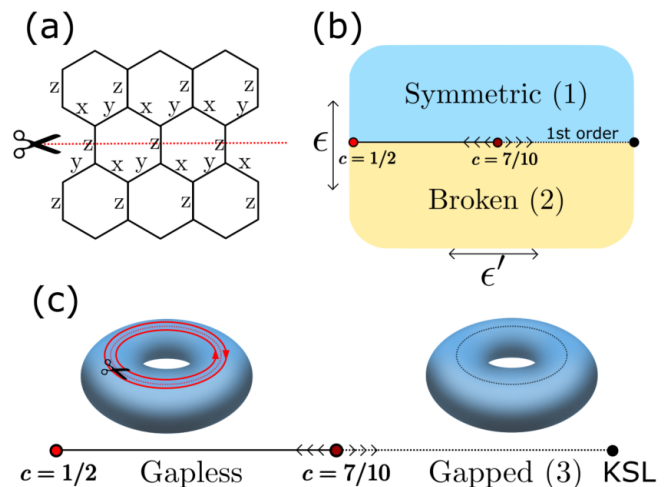 (a)
z z z z
x y x y x y
z z z
y x y x y x
z z z z
(b)
Symmetric (1)
1st order
ϵ
c = 1/2 c = 7/10
Broken (2)
ϵ′
(c)
c = 1/2 Gapless c = 7/10 Gapped (3) KSL